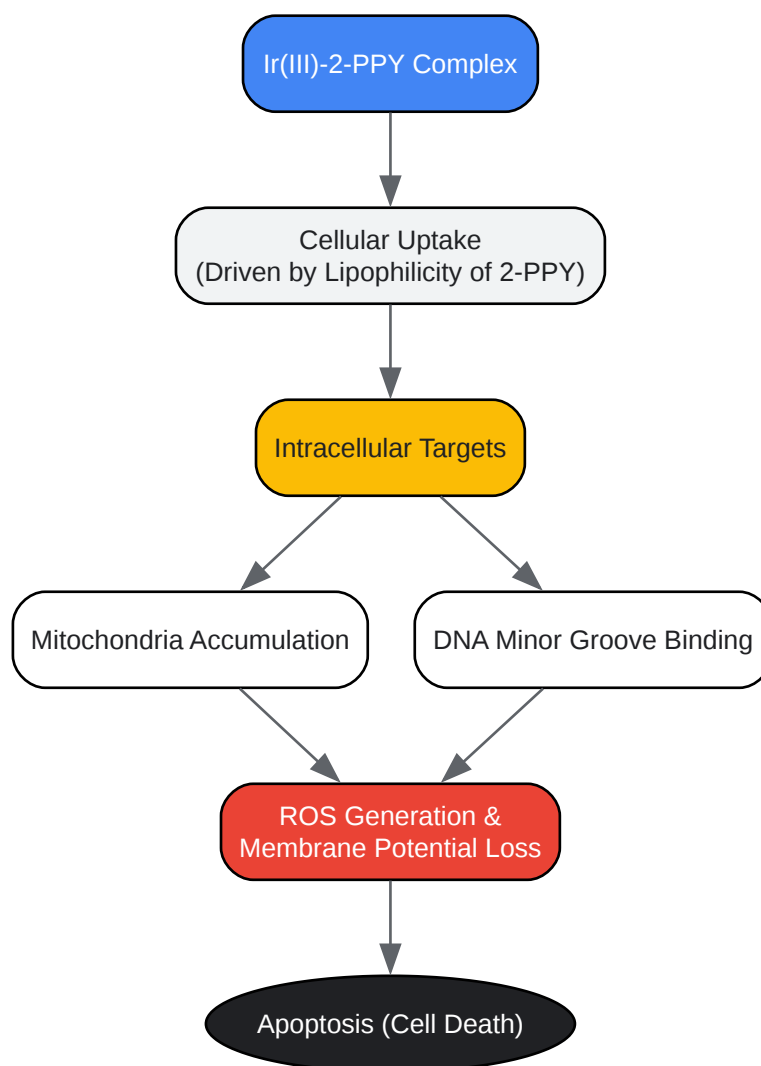 Ir(III)-2-PPY Complex
Cellular Uptake
(Driven by Lipophilicity of 2-PPY)
Intracellular Targets
Mitochondria Accumulation
DNA Minor Groove Binding
ROS Generation &
Membrane Potential Loss
Apoptosis (Cell Death)